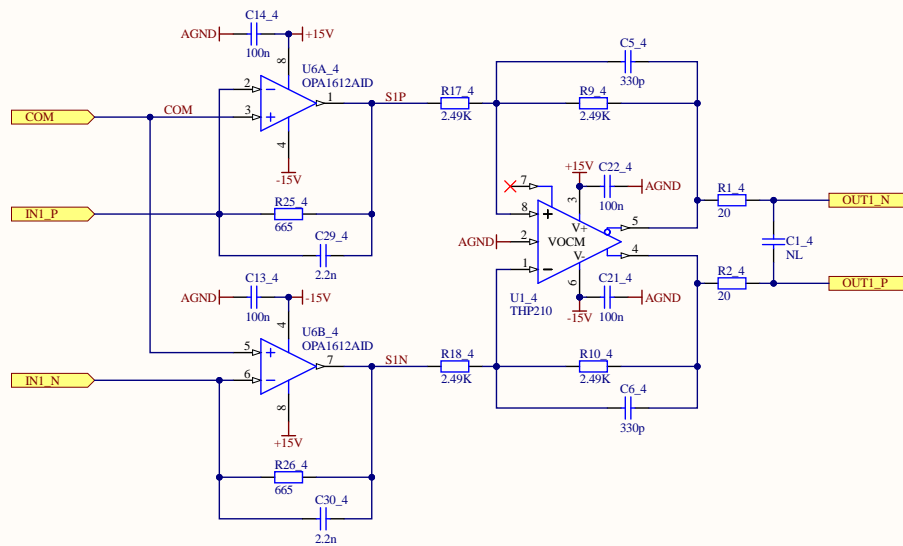 C14_4
AGND
+15V
100n
8
U6A_4
OPA1612AID
2
1
S1P
3
COM
COM
4
-15V
IN1_P
R25_4
665
C29_4
2.2n
C5_4
330p
R17_4
2.49K
R9_4
2.49K
+15V
C22_4
AGND
100n
7
3
8
V+
5
AGND
2
VOCM
V-
4
1
6
C21_4
AGND
100n
-15V
U1_4
THP210
R1_4
20
OUT1_N
C1_4
NL
R2_4
20
OUT1_P
C13_4
AGND
-15V
100n
4
U6B_4
OPA1612AID
5
7
S1N
6
IN1_N
8
+15V
R26_4
665
C30_4
2.2n
R18_4
2.49K
R10_4
2.49K
C6_4
330p